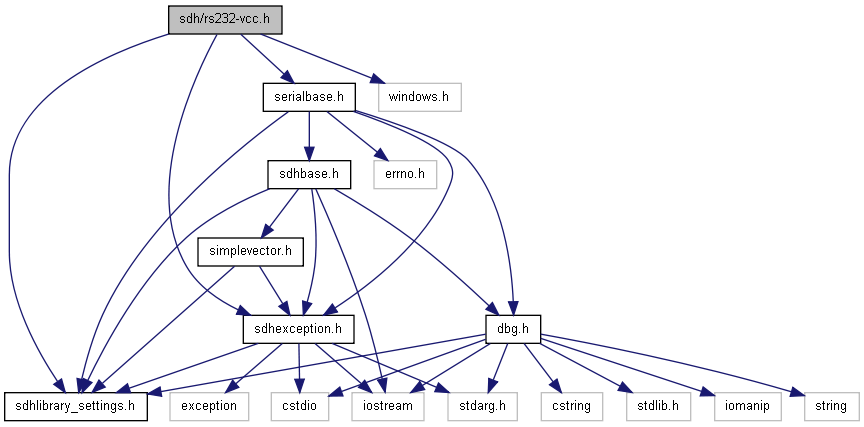 sdh/rs232-vcc.h
serialbase.h
windows.h
sdhbase.h
errno.h
simplevector.h
sdhexception.h
dbg.h
sdhlibrary_settings.h
exception
cstdio
iostream
stdarg.h
cstring
stdlib.h
iomanip
string